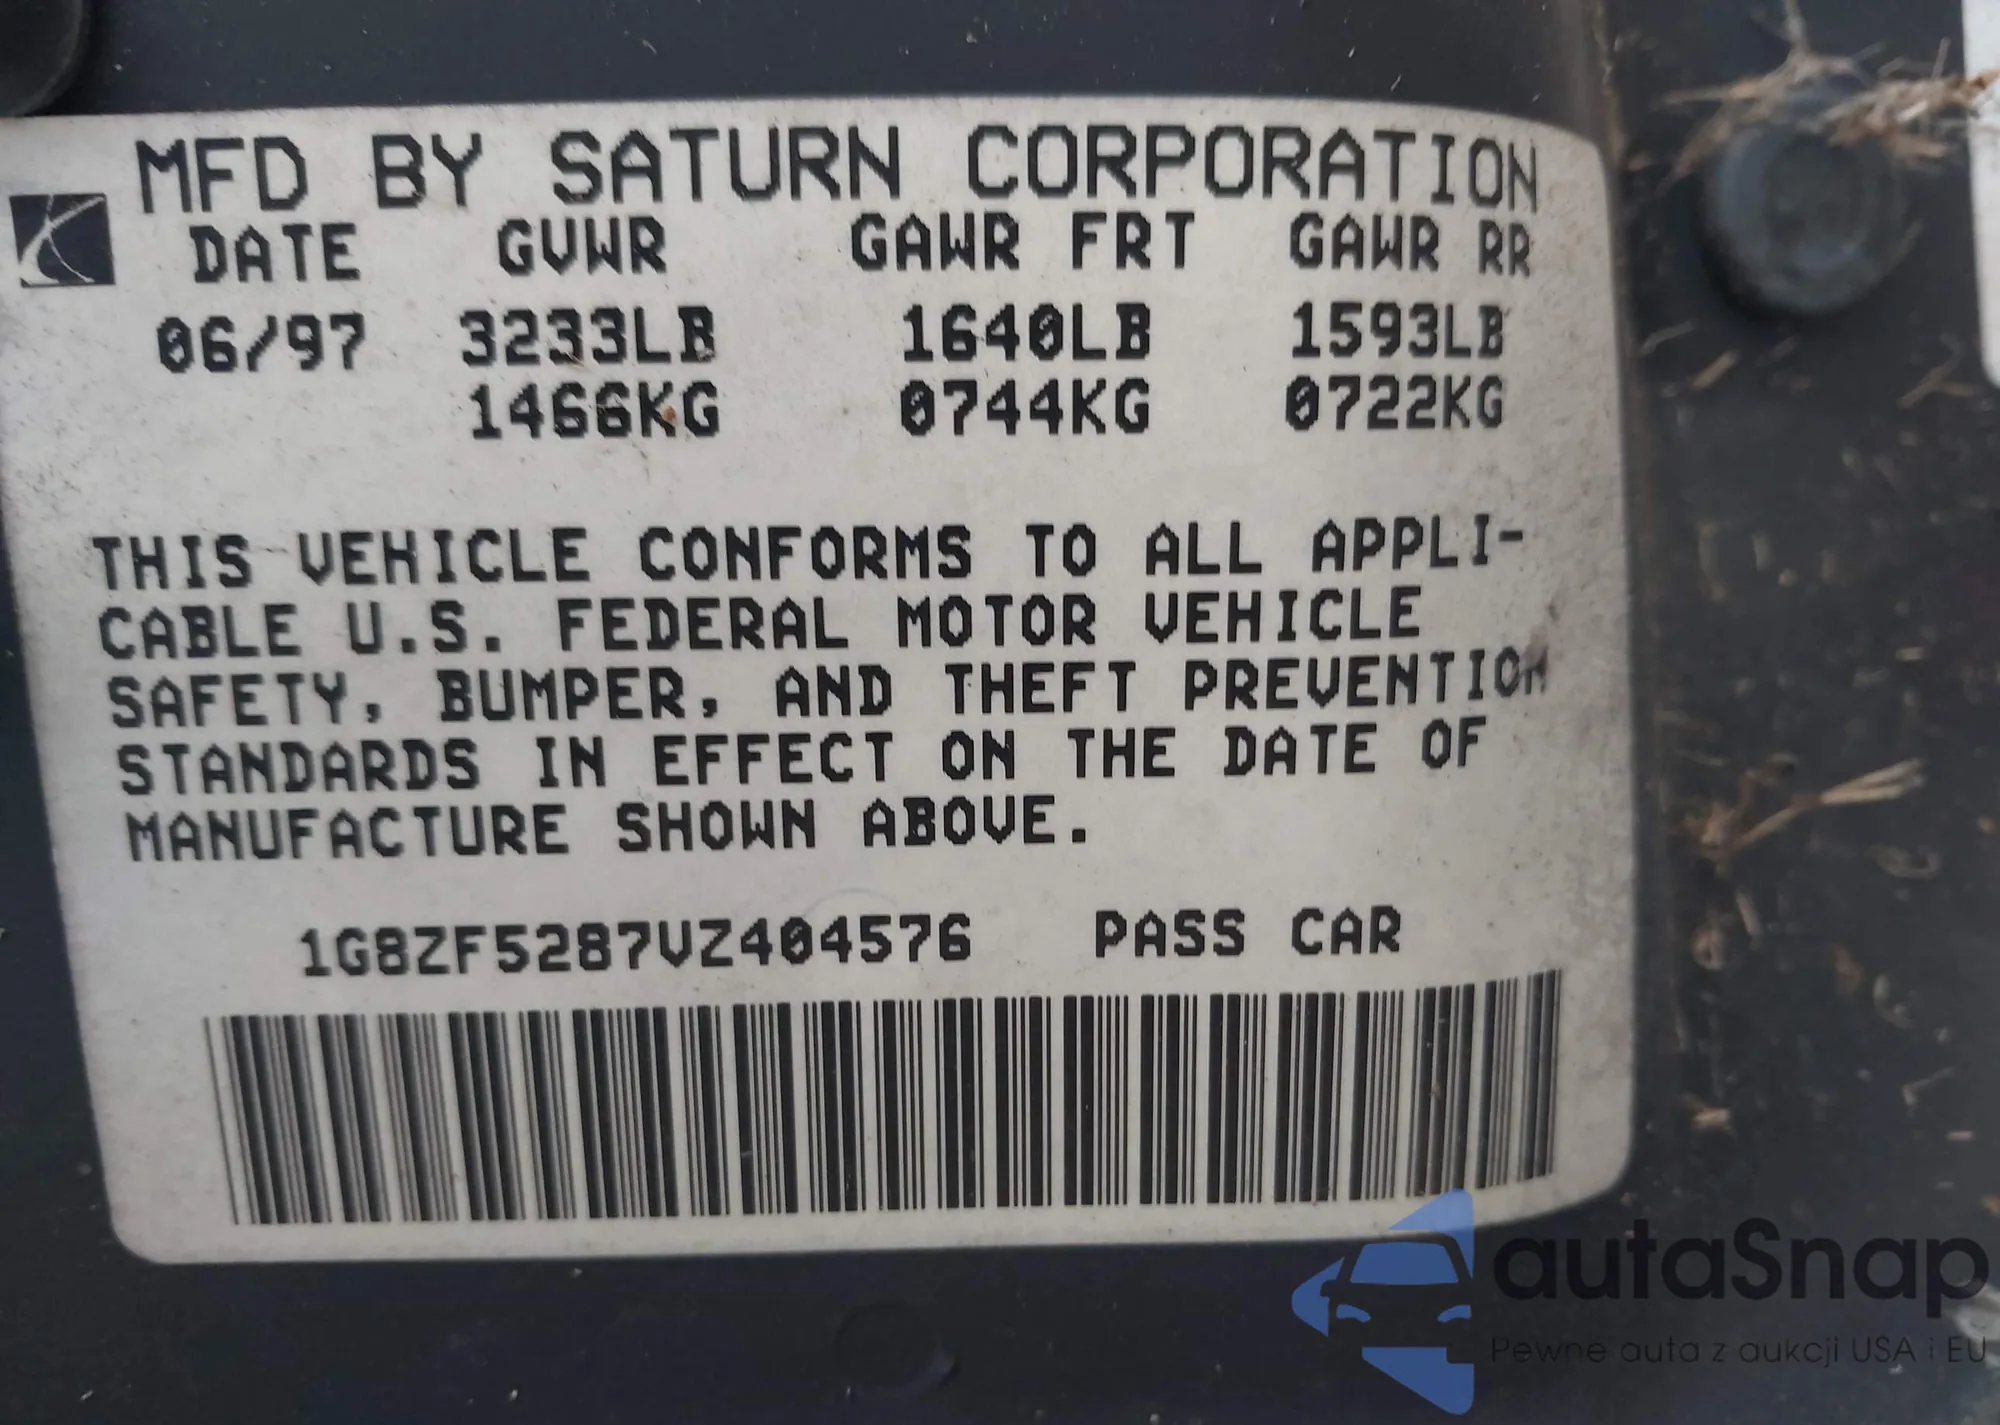 MFD BY SATURN CORPORATION
DATE GVWR GAWR FRT GAWR RR
06/97 3233LB 1640LB 1593LB
1466KG 0744KG 0722KG
THIS VEHICLE CONFORMS TO ALL APPLI-
CABLE U.S. FEDERAL MOTOR VEHICLE
SAFETY, BUMPER, AND THEFT PREVENTION
STANDARDS IN EFFECT ON THE DATE OF
MANUFACTURE SHOWN ABOVE.
1G8ZF5287VZ404576 PASS CAR
autaSnap
Pewne auta z aukcji USA i EU